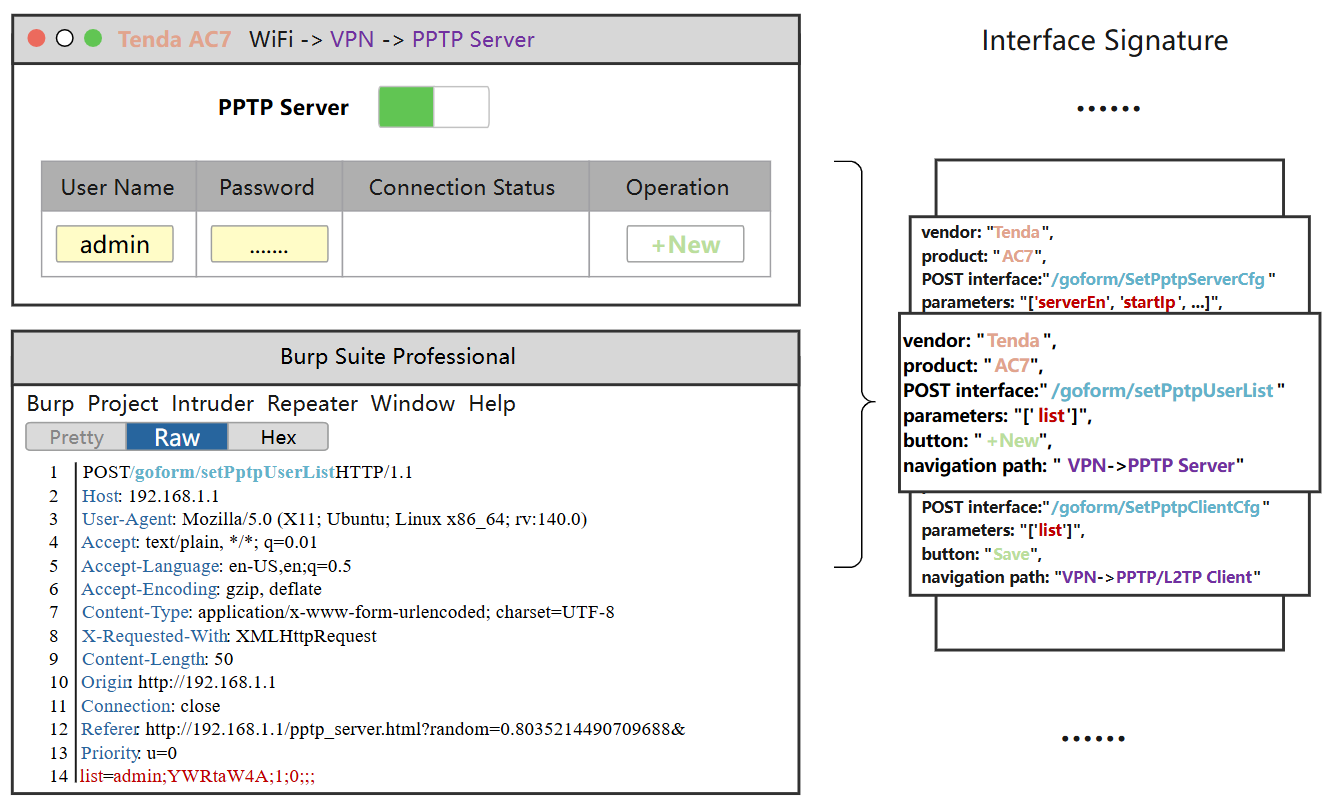 Tenda AC7 WiFi -> VPN -> PPTP Server
PPTP Server
User Name Password Connection Status Operation
admin ....... +New
Burp Suite Professional
Burp Project Intruder Repeater Window Help
Pretty Raw Hex
1 POST/goform/setPptpUserListHTTP/1.1
2 Host: 192.168.1.1
3 User-Agent: Mozilla/5.0 (X11; Ubuntu; Linux x86_64; rv:140.0)
4 Accept: text/plain, */*; q=0.01
5 Accept-Language: en-US,en;q=0.5
6 Accept-Encoding: gzip, deflate
7 Content-Type: application/x-www-form-urlencoded; charset=UTF-8
8 X-Requested-With: XMLHttpRequest
9 Content-Length: 50
10 Origin: http://192.168.1.1
11 Connection: close
12 Referer: http://192.168.1.1/pptp_server.html?random=0.8035214490709688&
13 Priority: u=0
14 list=admin;YWRtaW4A;1;0;;;
Interface Signature
......
vendor: "Tenda",
product: "AC7",
POST interface:"/goform/SetPptpServerCfg"
parameters: "['serverEn', 'startIp', ...]",
vendor: "Tenda",
product: "AC7",
POST interface:"/goform/setPptpUserList"
parameters: "['list']",
button: "+New",
navigation path: "VPN->PPTP Server"
POST interface:"/goform/SetPptpClientCfg"
parameters: "['list']",
button: "Save",
navigation path: "VPN->PPTP/L2TP Client"
......